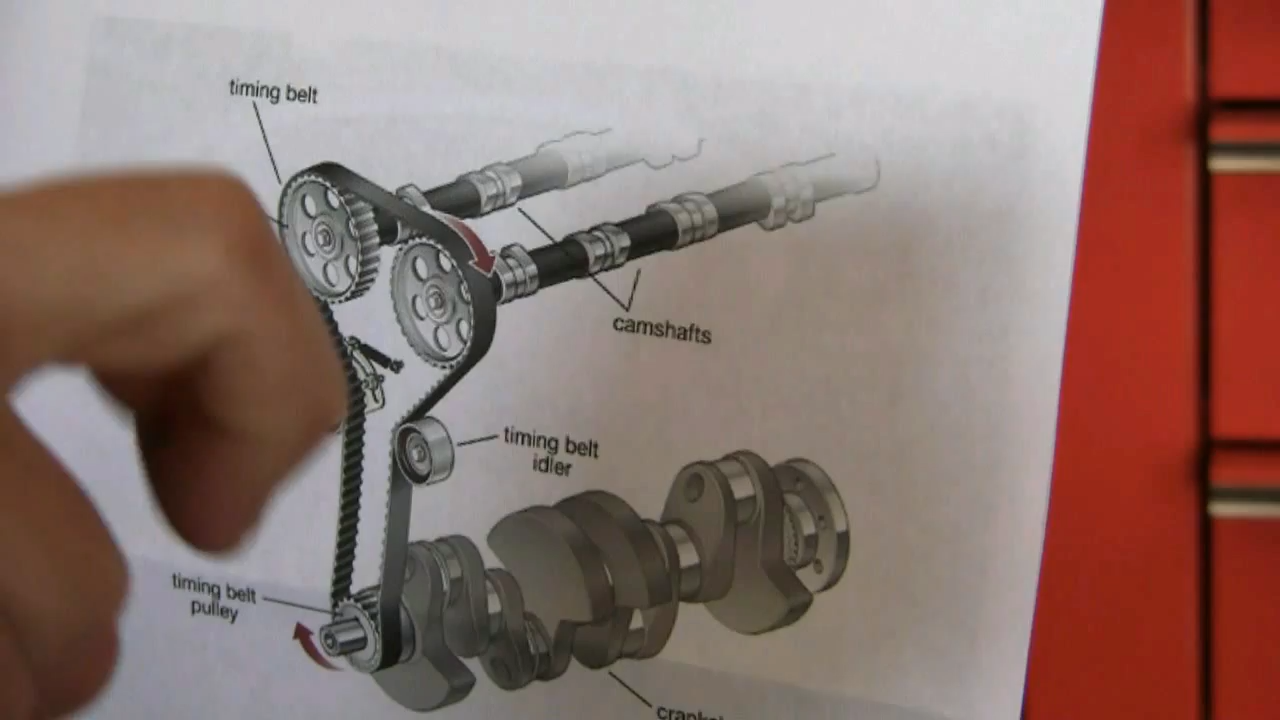 timing belt
camshafts
timing belt
idler
timing belt
pulley